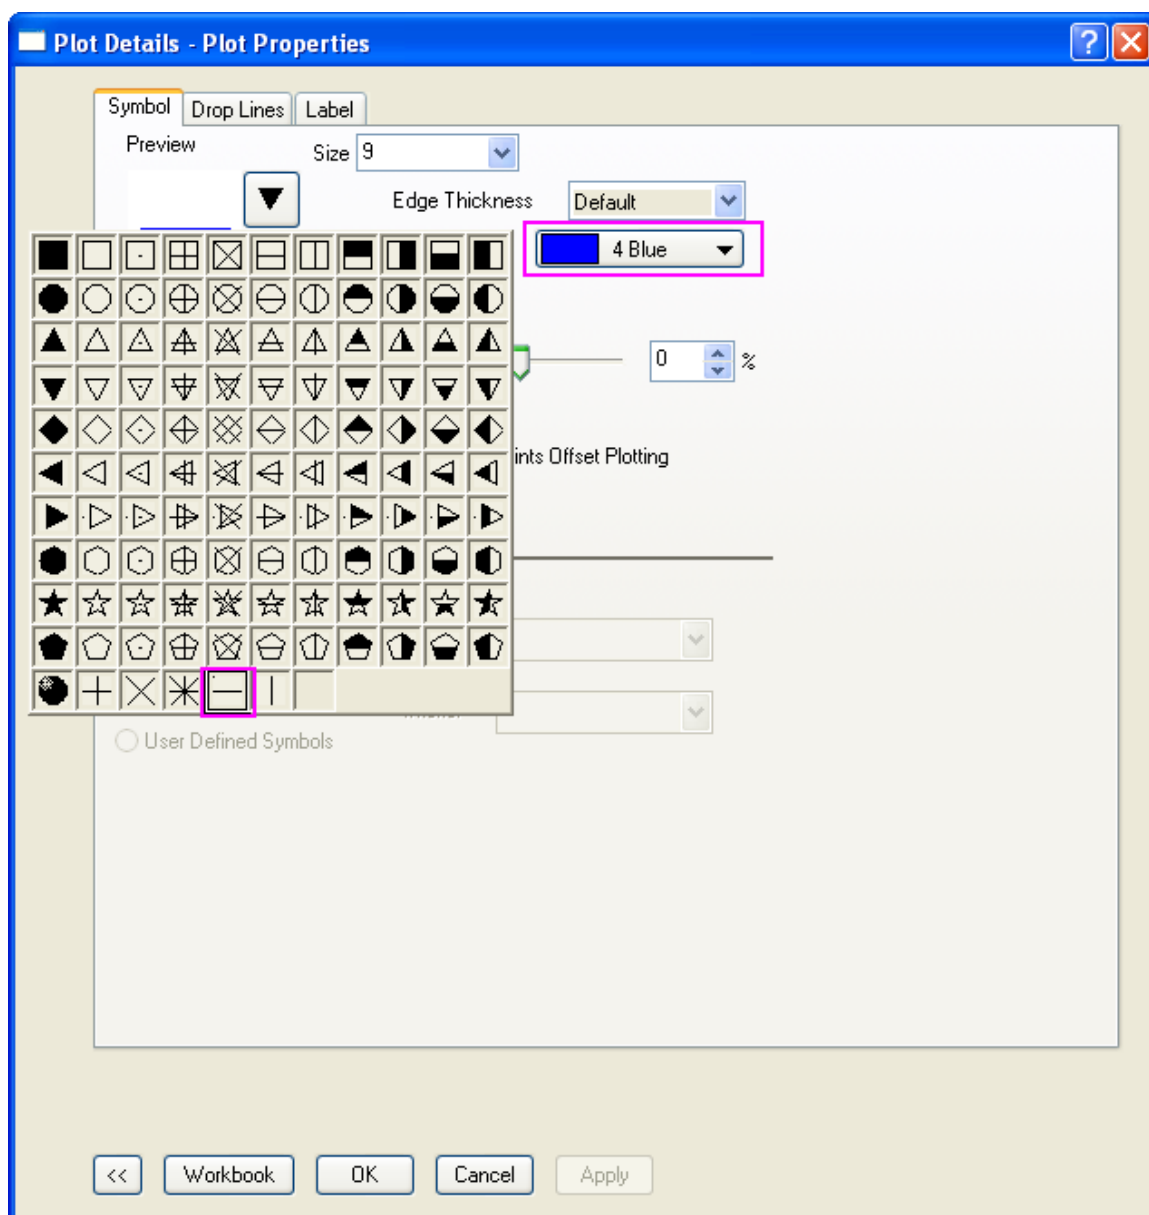 Plot Details - Plot Properties
Symbol Drop Lines Label
Preview Size 9
Edge Thickness Default
4 Blue
0 %
ints Offset Plotting
User Defined Symbols
<< Workbook OK Cancel Apply